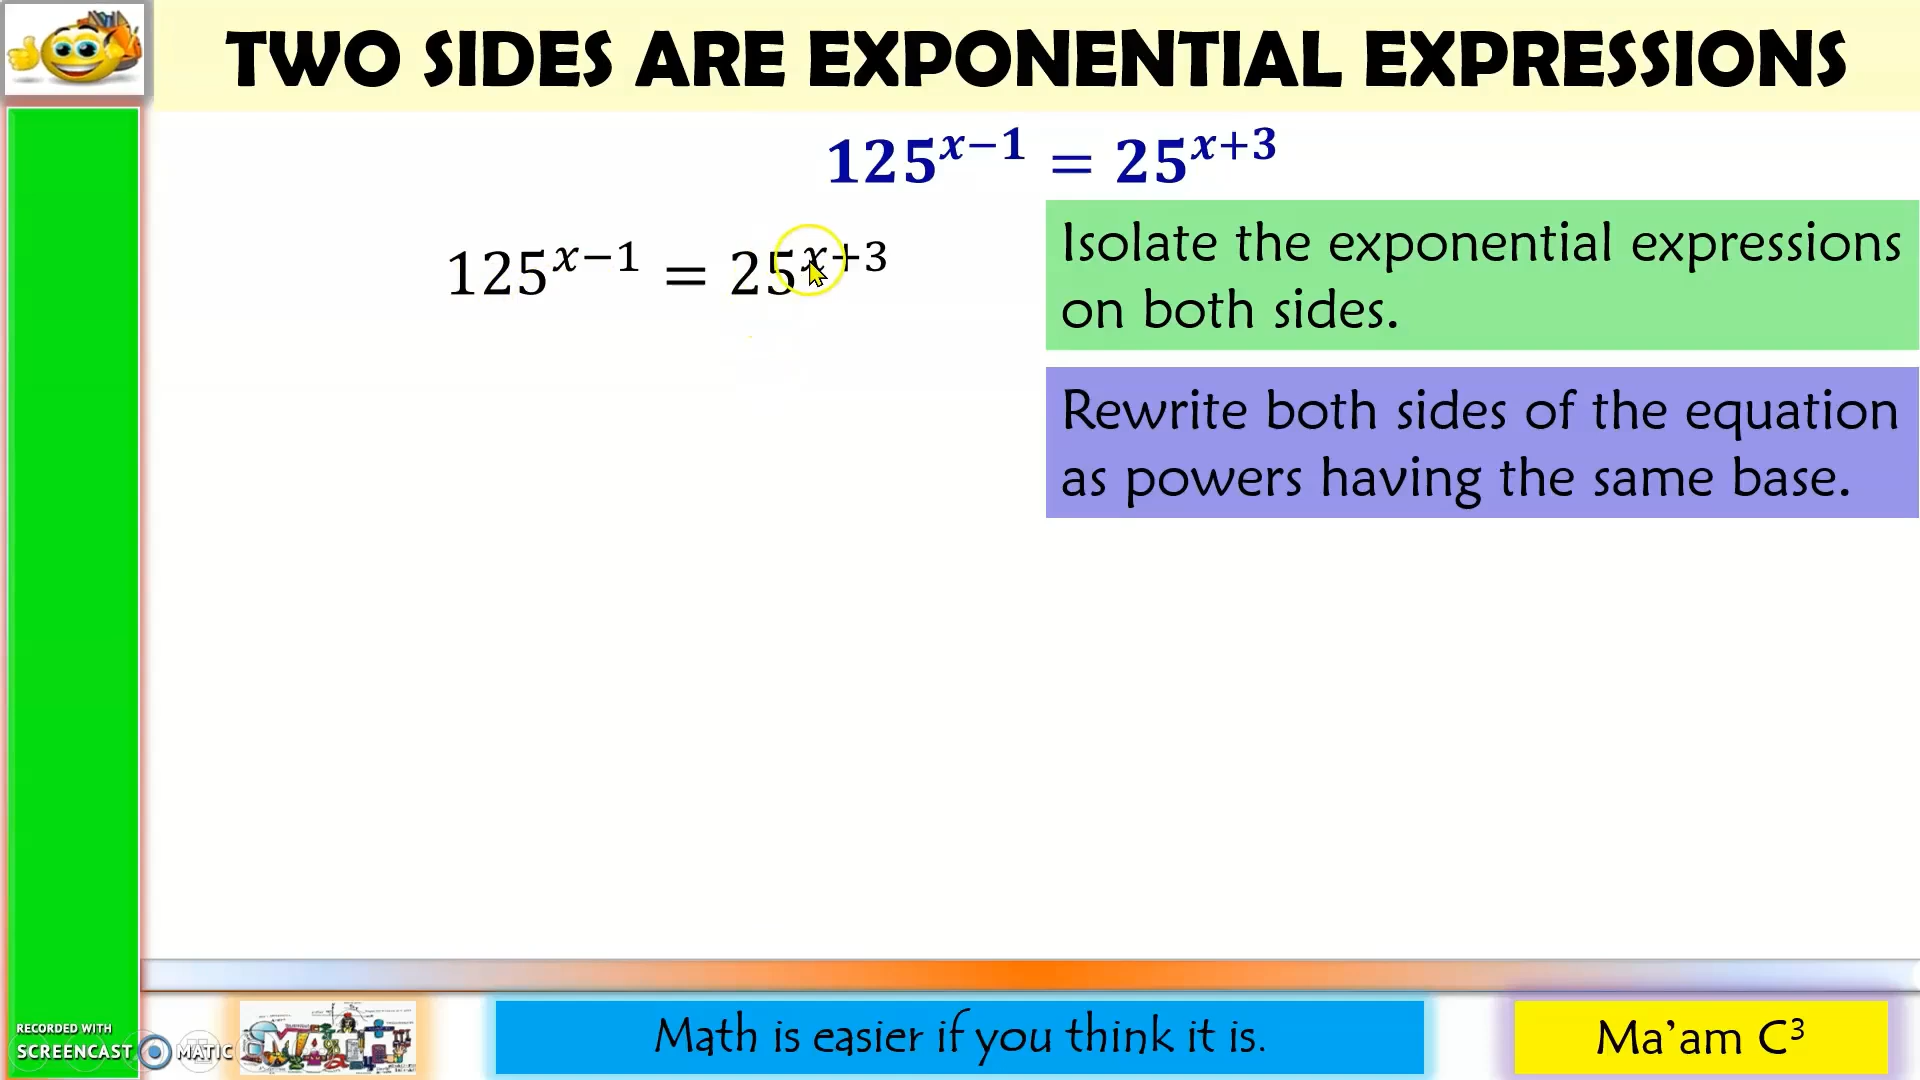 TWO SIDES ARE EXPONENTIAL EXPRESSIONS
125^{x−1} = 25^{x+3}
125^{x−1} = 25^{x+3}
Isolate the exponential expressions
on both sides.
Rewrite both sides of the equation
as powers having the same base.
RECORDED WITH
SCREENCAST MATIC
MATH
Math is easier if you think it is.
Ma’am C³